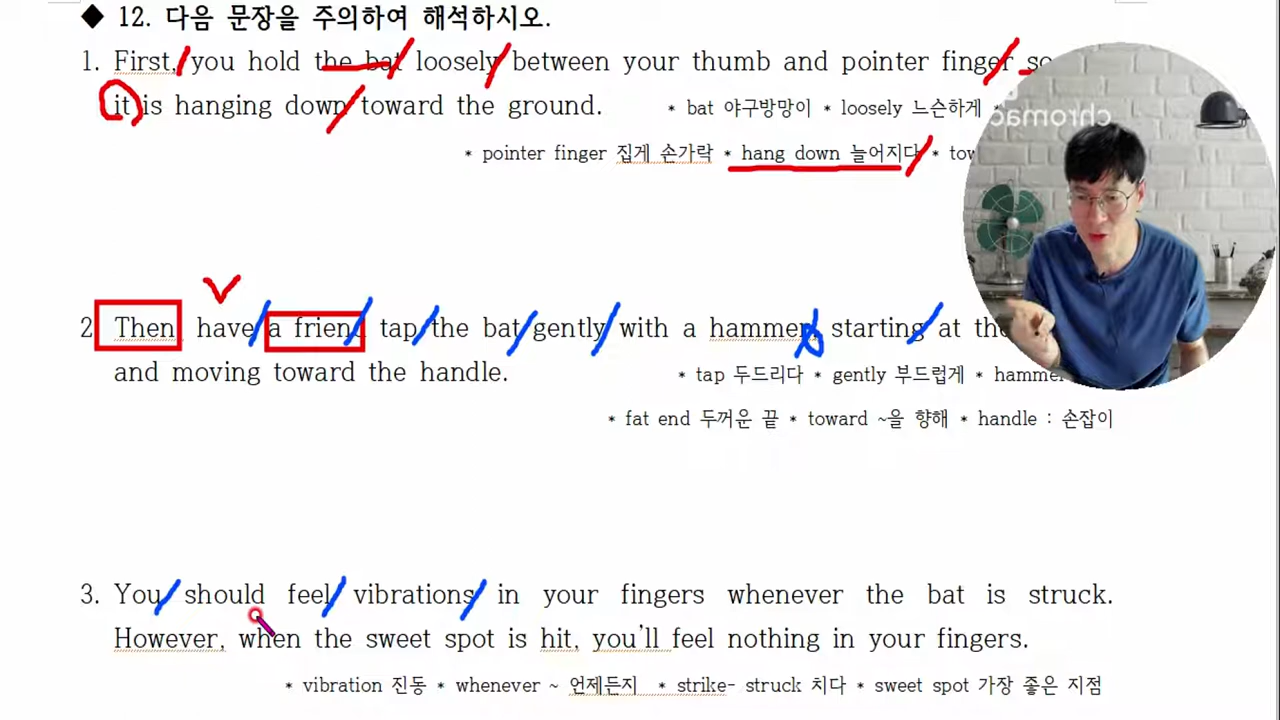 ◆ 12. 다음 문장을 주의하여 해석하시오.
1. First, you hold the bat loosely between your thumb and pointer finger so
it is hanging down toward the ground. * bat 야구방망이 * loosely 느슨하게 *
* pointer finger 집게 손가락 * hang down 늘어지다 *
chromac
2 Then have a friend tap the bat gently with a hammer, starting at the
and moving toward the handle. * tap 두드리다 * gently 부드럽게 * hammer
* fat end 두꺼운 끝 * toward ~을 향해 * handle : 손잡이
3. You should feel vibrations in your fingers whenever the bat is struck.
However, when the sweet spot is hit, you'll feel nothing in your fingers.
* vibration 진동 * whenever ~ 언제든지 * strike- struck 치다 * sweet spot 가장 좋은 지점